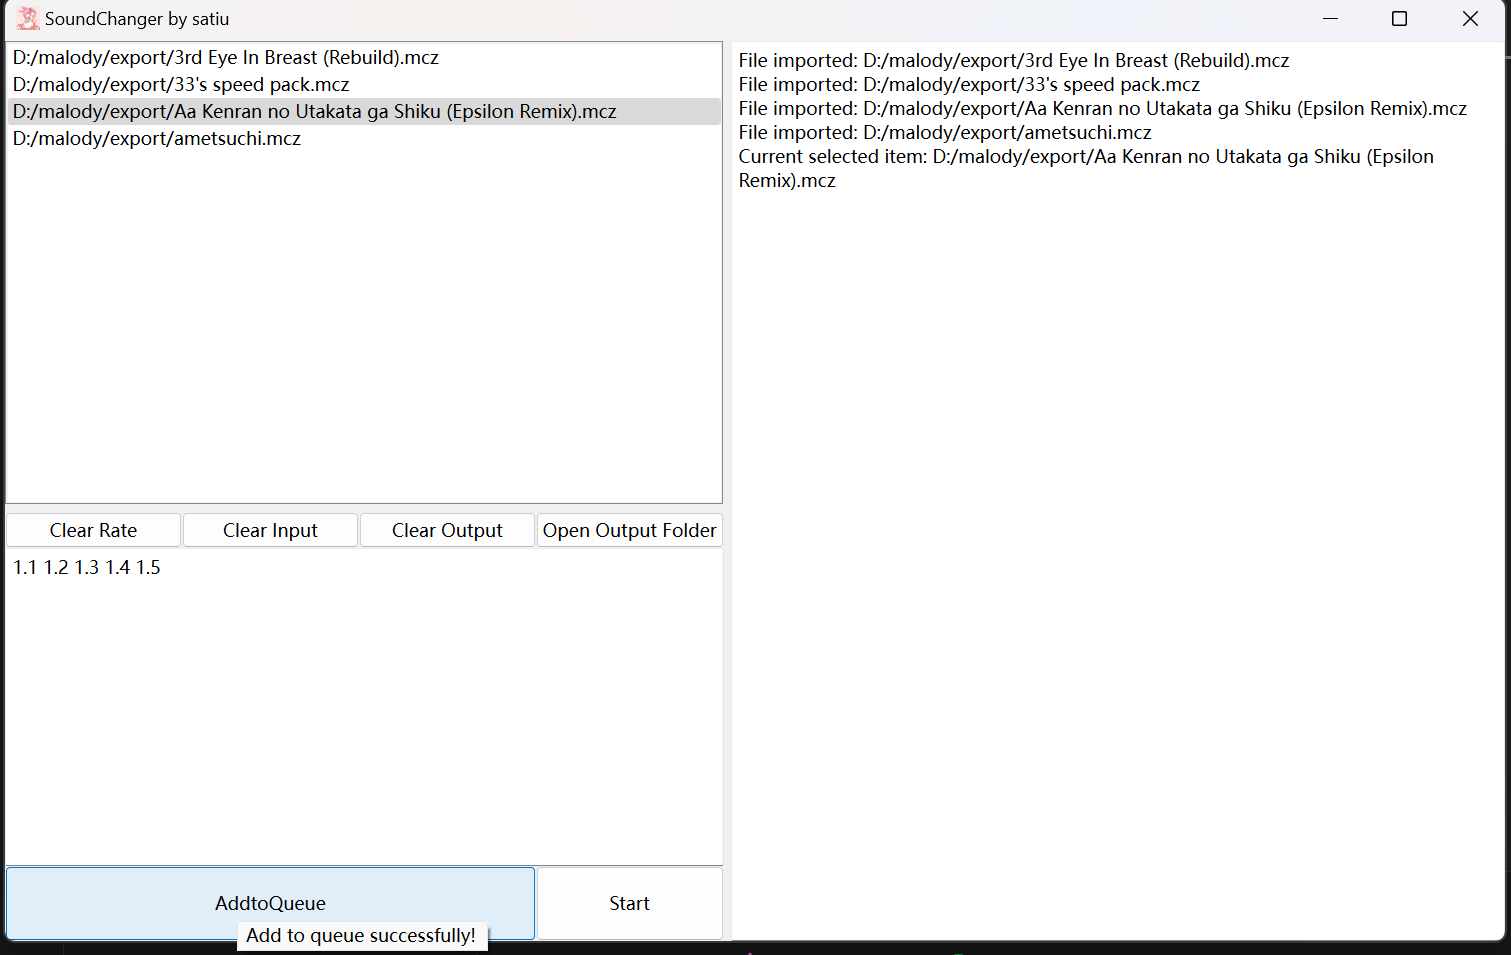 SoundChanger by satiu
D:/malody/export/3rd Eye In Breast (Rebuild).mcz
D:/malody/export/33's speed pack.mcz
D:/malody/export/Aa Kenran no Utakata ga Shiku (Epsilon Remix).mcz
D:/malody/export/ametsuchi.mcz
Clear Rate
Clear Input
Clear Output
Open Output Folder
1.1 1.2 1.3 1.4 1.5
AddtoQueue
Start
Add to queue successfully!
File imported: D:/malody/export/3rd Eye In Breast (Rebuild).mcz
File imported: D:/malody/export/33's speed pack.mcz
File imported: D:/malody/export/Aa Kenran no Utakata ga Shiku (Epsilon Remix).mcz
File imported: D:/malody/export/ametsuchi.mcz
Current selected item: D:/malody/export/Aa Kenran no Utakata ga Shiku (Epsilon
Remix).mcz